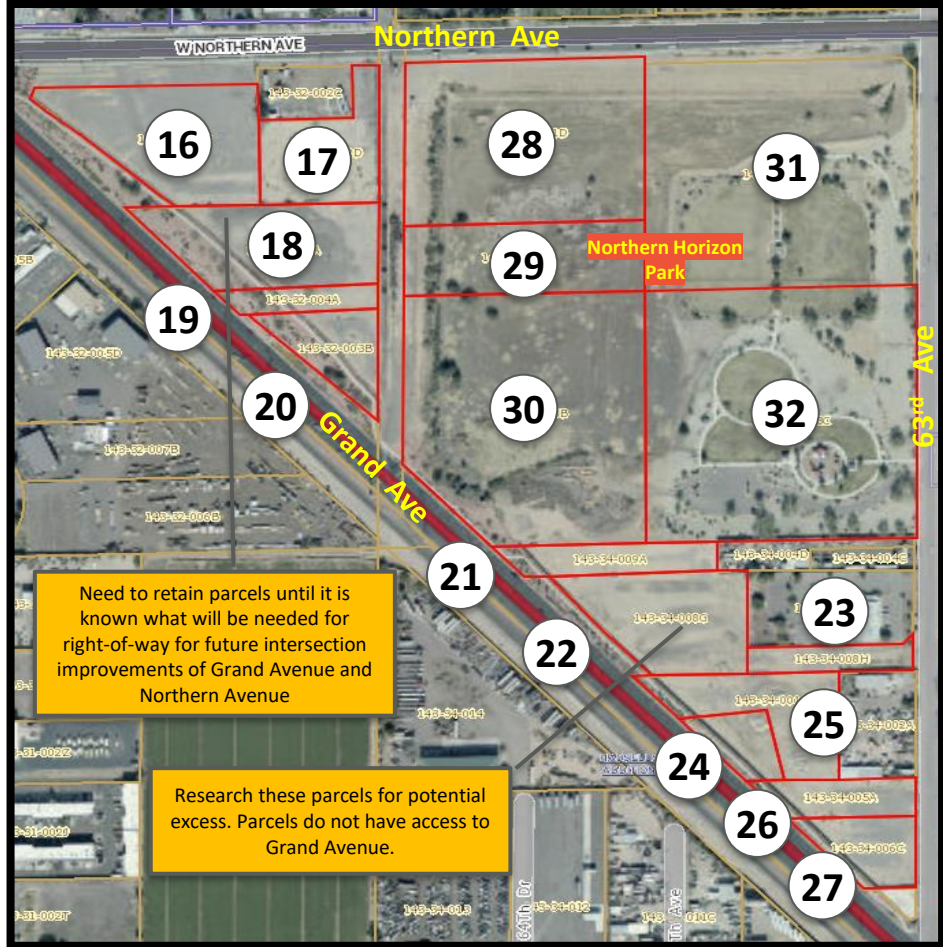 Northern Ave
W NORTHERN AVE
143-32-002C
16
17
28
31
18
29
Northern Horizon
Park
143-32-004A
19
143-32-003B
143-32-005D
63rd Ave
20
30
32
Grand Ave
143-32-007B
143-32-006B
21
143-34-009A
143-34-004D
143-34-004C
Need to retain parcels until it is
known what will be needed for
right-of-way for future intersection
improvements of Grand Avenue and
Northern Avenue
23
143-34-008G
22
143-34-008H
25
143-34-014
24
Research these parcels for potential
excess. Parcels do not have access to
Grand Avenue.
143-34-005A
26
143-34-006C
27
64Th Dr
Th Ave
143-34-013